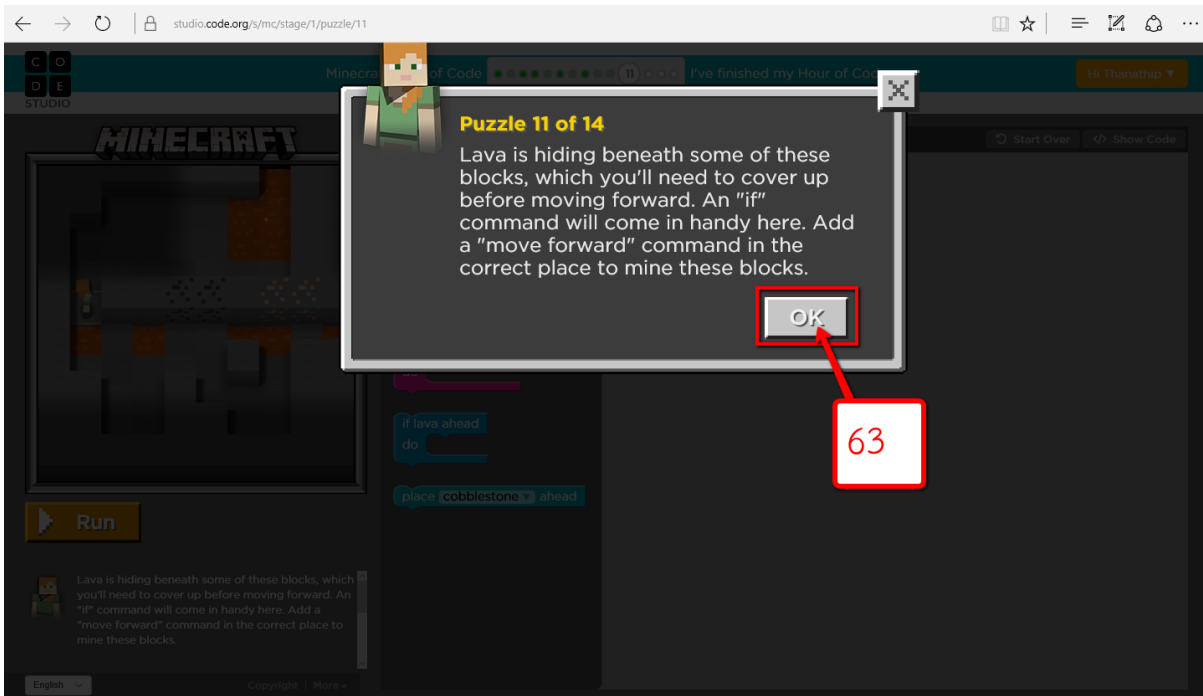 studio.code.org/s/mc/stage/1/puzzle/11
C O
D E
STUDIO
Minecra of Code 11 I've finished my Hour of Co
Hi Thanathip ▼
Puzzle 11 of 14
Lava is hiding beneath some of these
blocks, which you'll need to cover up
before moving forward. An "if"
command will come in handy here. Add
a "move forward" command in the
correct place to mine these blocks.
OK
63
MINECRAFT
Start Over
</> Show Code
do
if lava ahead
do
place cobblestone ▼ ahead
Run
Lava is hiding beneath some of these blocks, which
you'll need to cover up before moving forward. An
"if" command will come in handy here. Add a
"move forward" command in the correct place to
mine these blocks.
English
Copyright | More